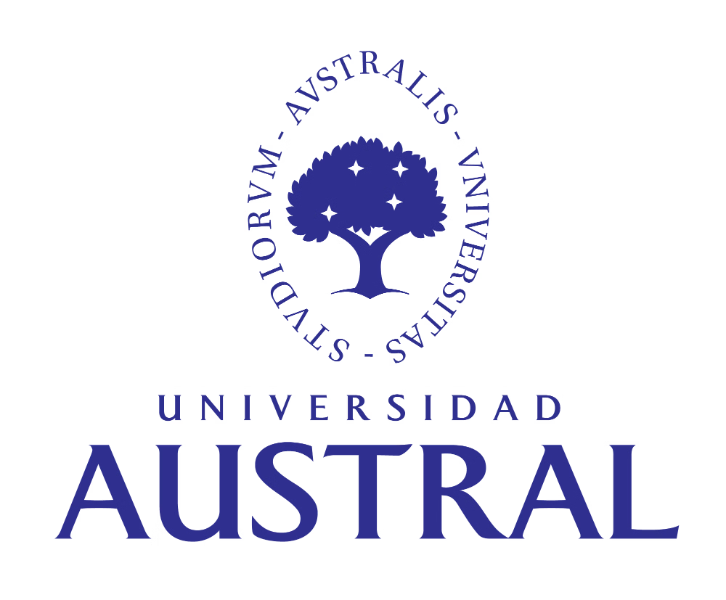 STVDIORVM - AVSTRALIS - VNIVERSITAS -
UNIVERSIDAD
AUSTRAL